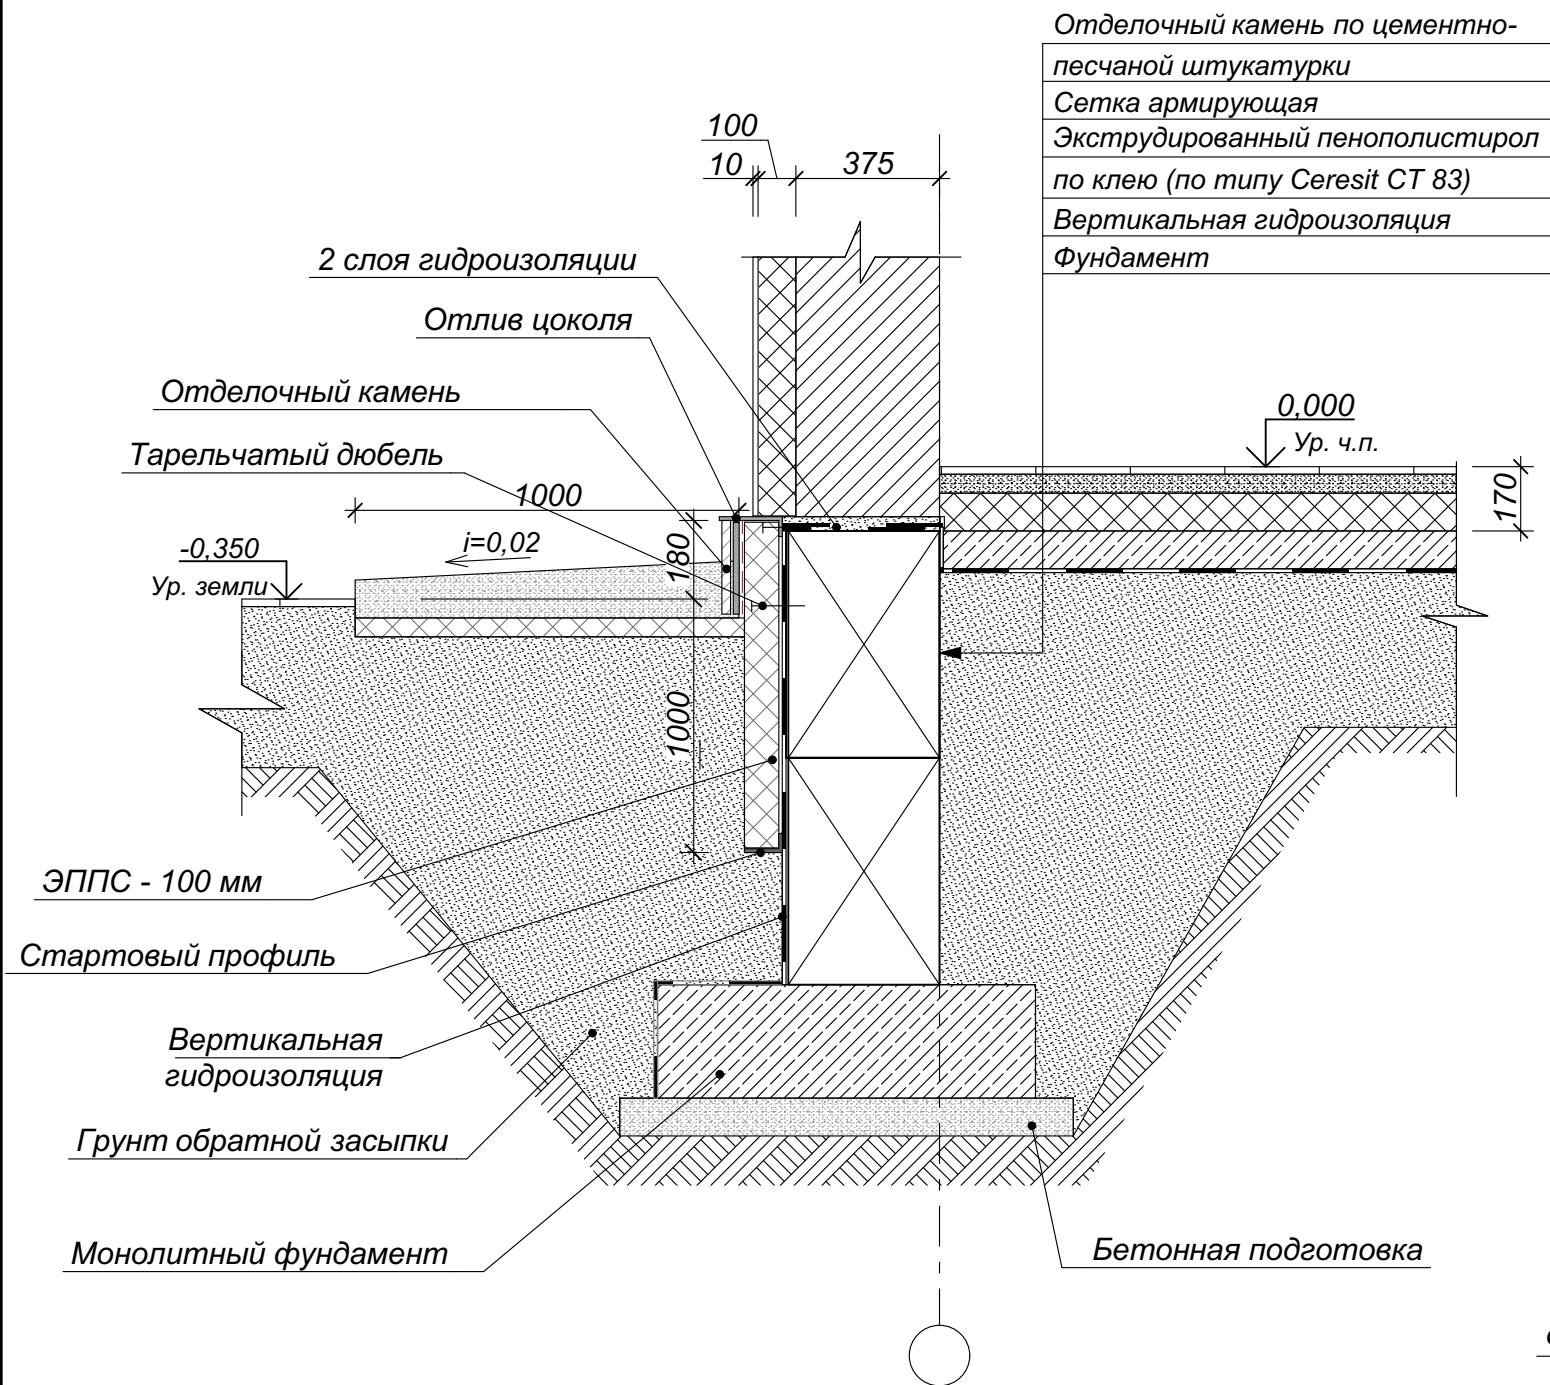 Отделочный камень по цементно-
песчаной штукатурки
Сетка армирующая
Экструдированный пенополистирол
по клею (по типу Ceresit CT 83)
Вертикальная гидроизоляция
Фундамент
100
10
375
2 слоя гидроизоляции
Отлив цоколя
Отделочный камень
Тарельчатый дюбель
0,000
Ур. ч.п.
170
1000
-0,350
Ур. земли
i=0,02
180
1000
ЭППС - 100 мм
Стартовый профиль
Вертикальная
гидроизоляция
Грунт обратной засыпки
Монолитный фундамент
Бетонная подготовка